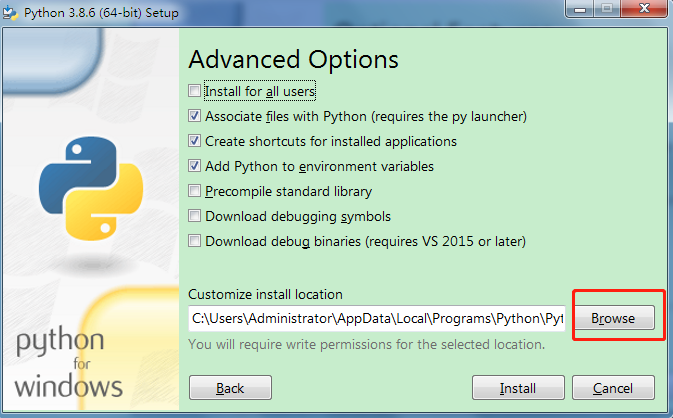 Python 3.8.6 (64-bit) Setup
Advanced Options
Install for all users
Associate files with Python (requires the py launcher)
Create shortcuts for installed applications
Add Python to environment variables
Precompile standard library
Download debugging symbols
Download debug binaries (requires VS 2015 or later)
Customize install location
C:\Users\Administrator\AppData\Local\Programs\Python\Pyt
Browse
You will require write permissions for the selected location.
python
for
windows
Back
Install
Cancel